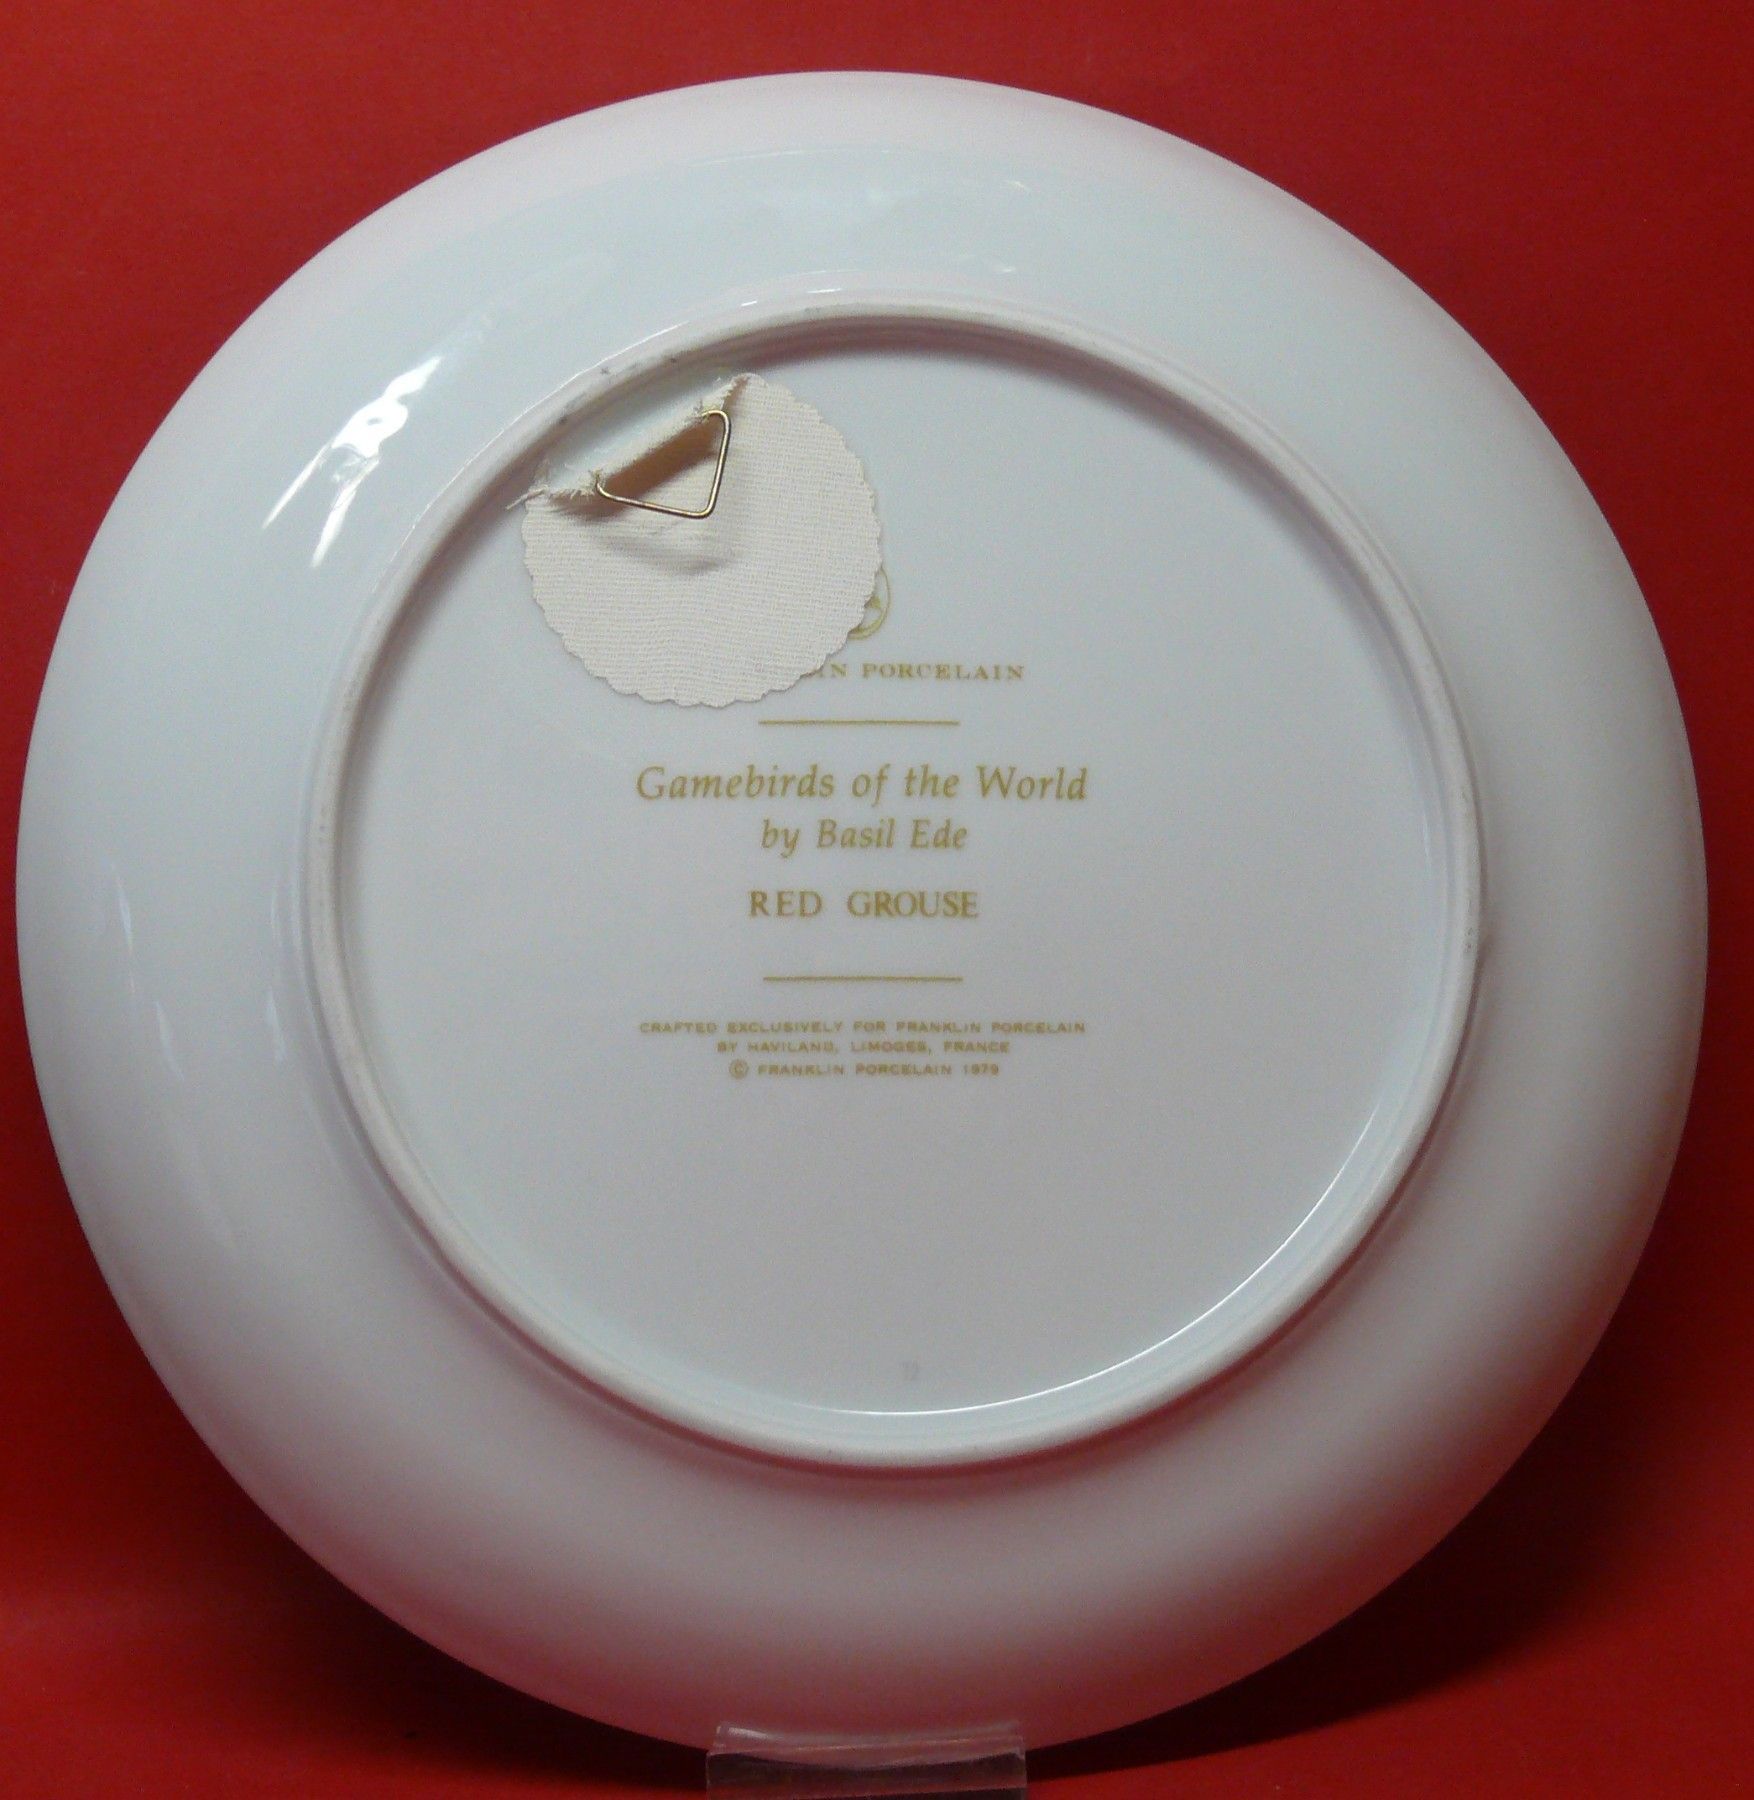 PORCELAIN
Gamebirds of the World
by Basil Ede
RED GROUSE
CRAFTED EXCLUSIVELY FOR FRANKLIN PORCELAIN
BY HAVILAND, LIMOGES, FRANCE
© FRANKLIN PORCELAIN 1979